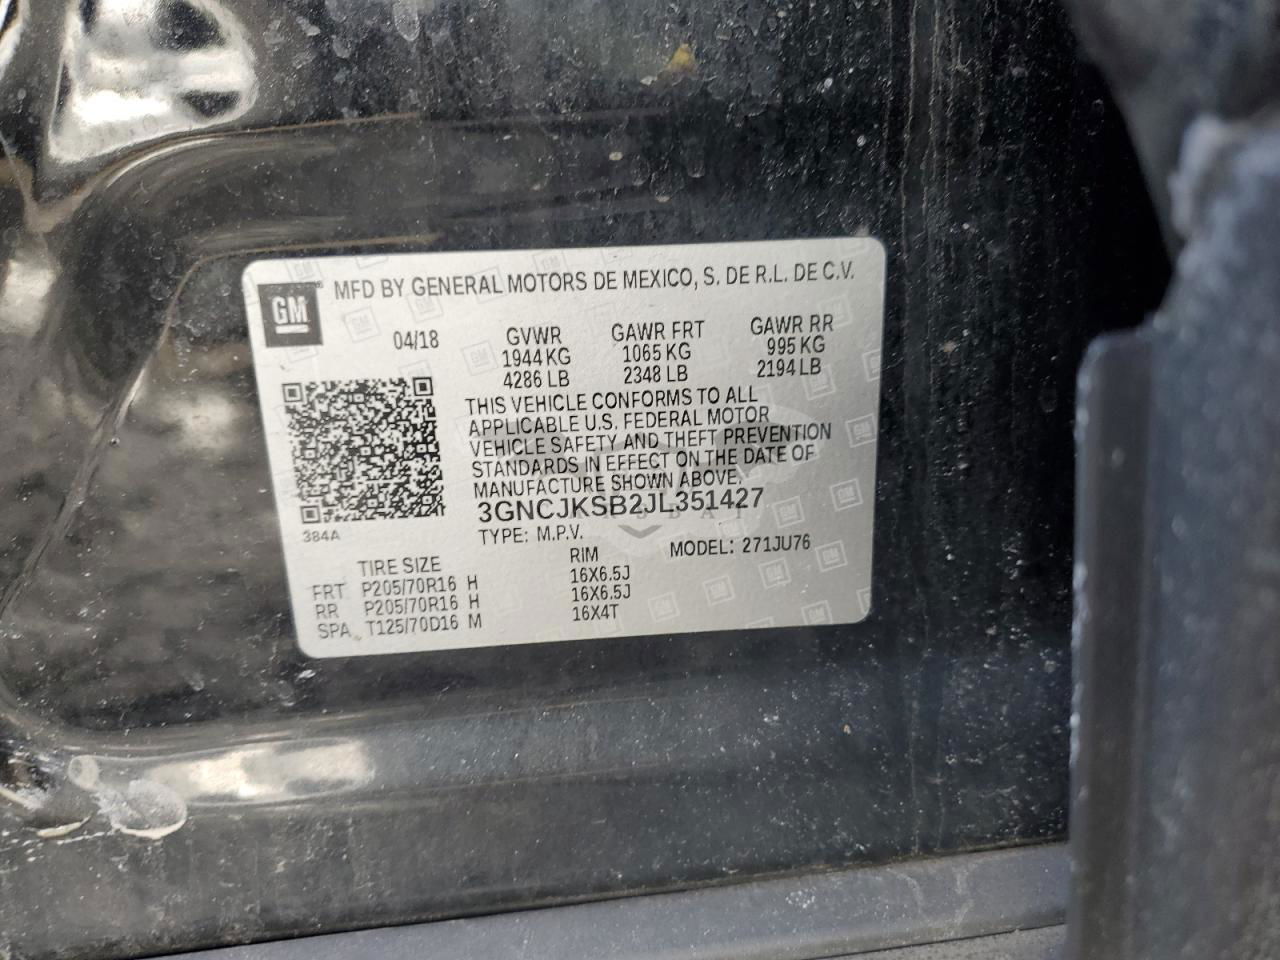 GM
MFD BY GENERAL MOTORS DE MEXICO, S. DE R.L. DE C.V.
04/18 GVWR GAWR FRT GAWR RR
1944 KG 1065 KG 995 KG
4286 LB 2348 LB 2194 LB
THIS VEHICLE CONFORMS TO ALL
APPLICABLE U.S. FEDERAL MOTOR
VEHICLE SAFETY AND THEFT PREVENTION
STANDARDS IN EFFECT ON THE DATE OF
MANUFACTURE SHOWN ABOVE.
3GNCJKSB2JL351427
384A
TYPE: M.P.V. MODEL: 271JU76
TIRE SIZE RIM
FRT P205/70R16 H 16X6.5J
RR P205/70R16 H 16X6.5J
SPA T125/70D16 M 16X4T